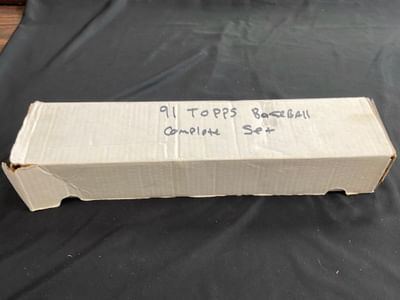 91 TOPPS BaseBAll
Complete Set